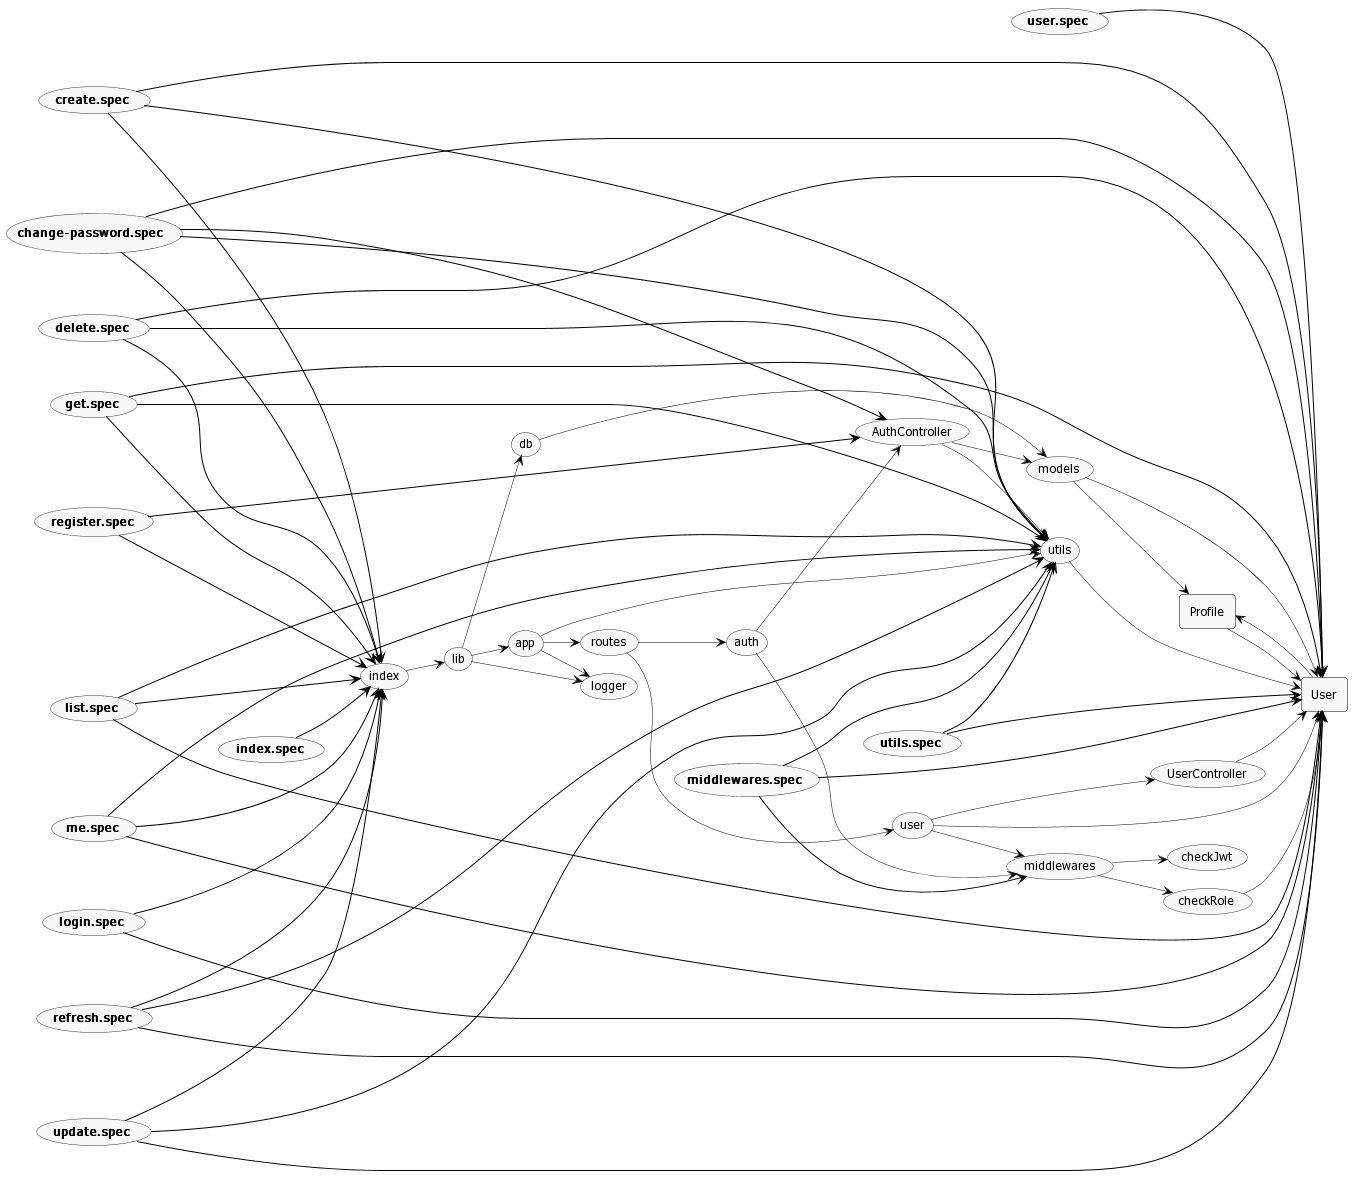 user.spec
create.spec
change-password.spec
delete.spec
get.spec
AuthController
db
models
register.spec
utils
Profile
app
routes
auth
lib
index
logger
User
list.spec
index.spec
utils.spec
UserController
middlewares.spec
me.spec
user
checkJwt
middlewares
checkRole
login.spec
refresh.spec
update.spec